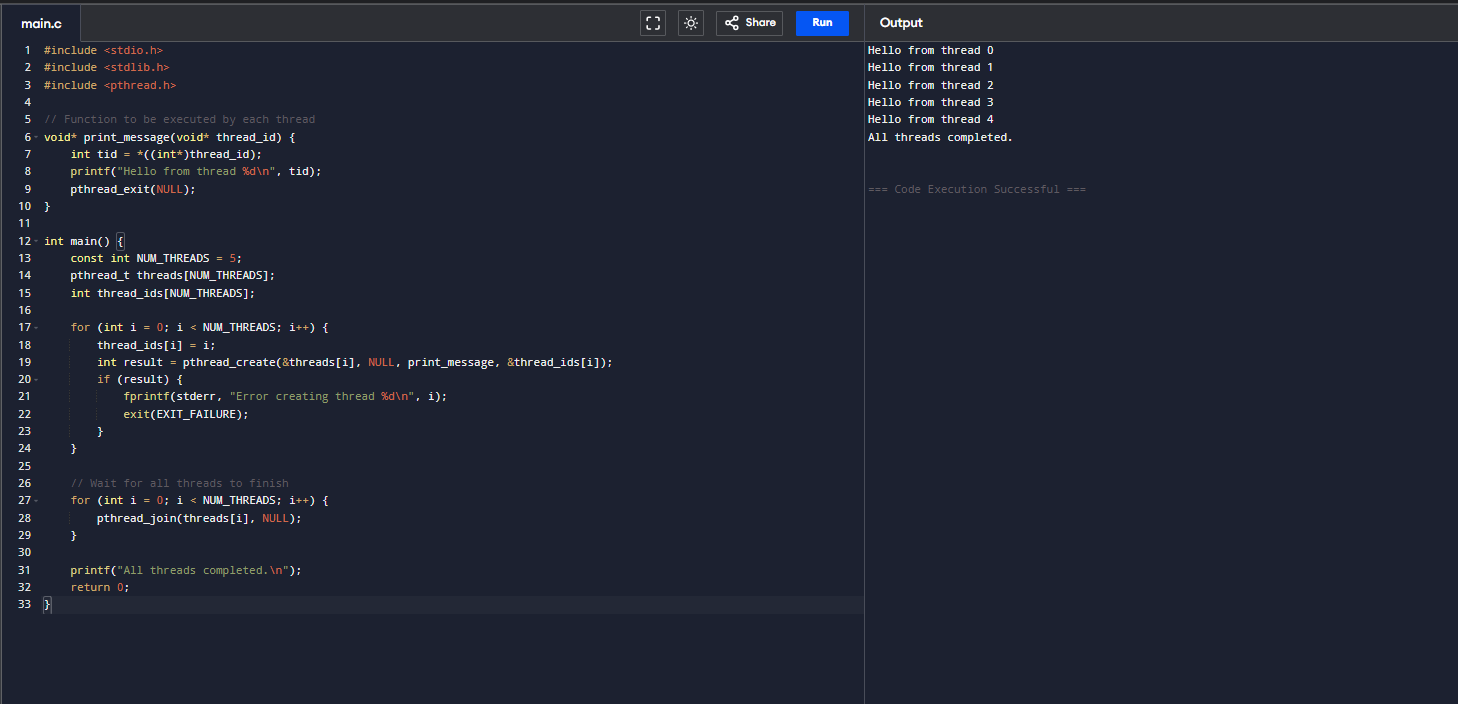 main.c
Share
Run
Output
1 #include <stdio.h>
2 #include <stdlib.h>
3 #include <pthread.h>
4
5 // Function to be executed by each thread
6 void* print_message(void* thread_id) {
7     int tid = *((int*)thread_id);
8     printf("Hello from thread %d\n", tid);
9     pthread_exit(NULL);
10 }
11
12 int main() {
13     const int NUM_THREADS = 5;
14     pthread_t threads[NUM_THREADS];
15     int thread_ids[NUM_THREADS];
16
17     for (int i = 0; i < NUM_THREADS; i++) {
18         thread_ids[i] = i;
19         int result = pthread_create(&threads[i], NULL, print_message, &thread_ids[i]);
20         if (result) {
21             fprintf(stderr, "Error creating thread %d\n", i);
22             exit(EXIT_FAILURE);
23         }
24     }
25
26     // Wait for all threads to finish
27     for (int i = 0; i < NUM_THREADS; i++) {
28         pthread_join(threads[i], NULL);
29     }
30
31     printf("All threads completed.\n");
32     return 0;
33 }
Hello from thread 0
Hello from thread 1
Hello from thread 2
Hello from thread 3
Hello from thread 4
All threads completed.
=== Code Execution Successful ===